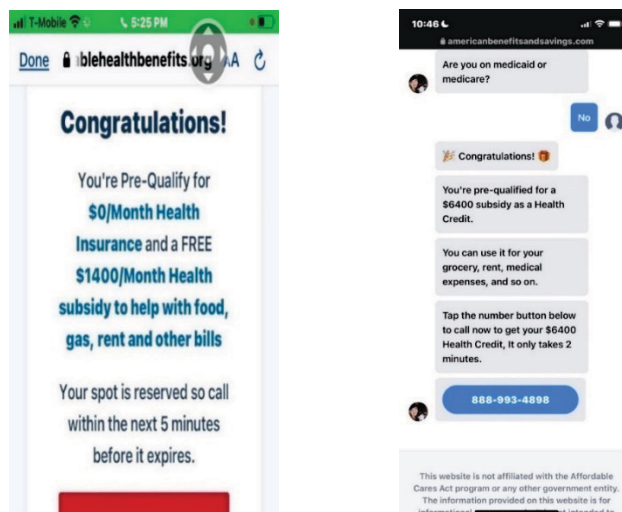 T-Mobile
5:25 PM
Done
blehealthbenefits.org
AA
Congratulations!
You're Pre-Qualify for
$0/Month Health
Insurance and a FREE
$1400/Month Health
subsidy to help with food,
gas, rent and other bills
Your spot is reserved so call
within the next 5 minutes
before it expires.
10:46
americanbenefitsandsavings.com
Are you on medicaid or
medicare?
No
🎉 Congratulations! 🎁
You're pre-qualified for a
$6400 subsidy as a Health
Credit.
You can use it for your
grocery, rent, medical
expenses, and so on.
Tap the number button below
to call now to get your $6400
Health Credit, It only takes 2
minutes.
888-993-4898
This website is not affiliated with the Affordable
Cares Act program or any other government entity.
The information provided on this website is for